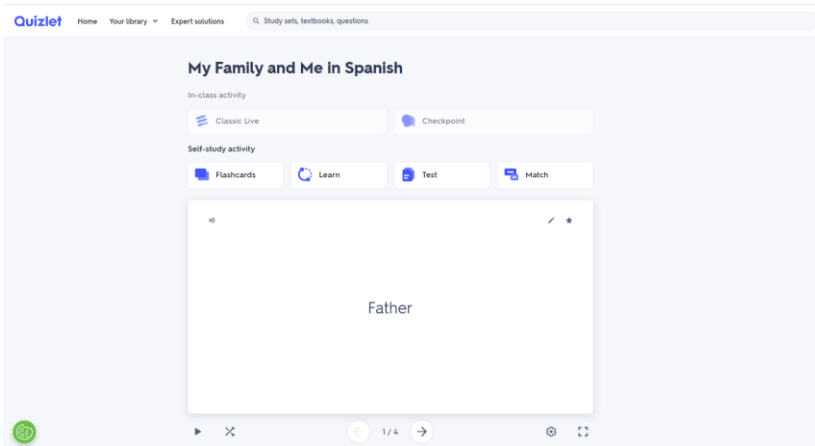 Quizlet Home Your library Expert solutions Study sets, textbooks, questions
My Family and Me in Spanish
In-class activity
Classic Live Checkpoint
Self-study activity
Flashcards Learn Test Match
Father
1 / 4